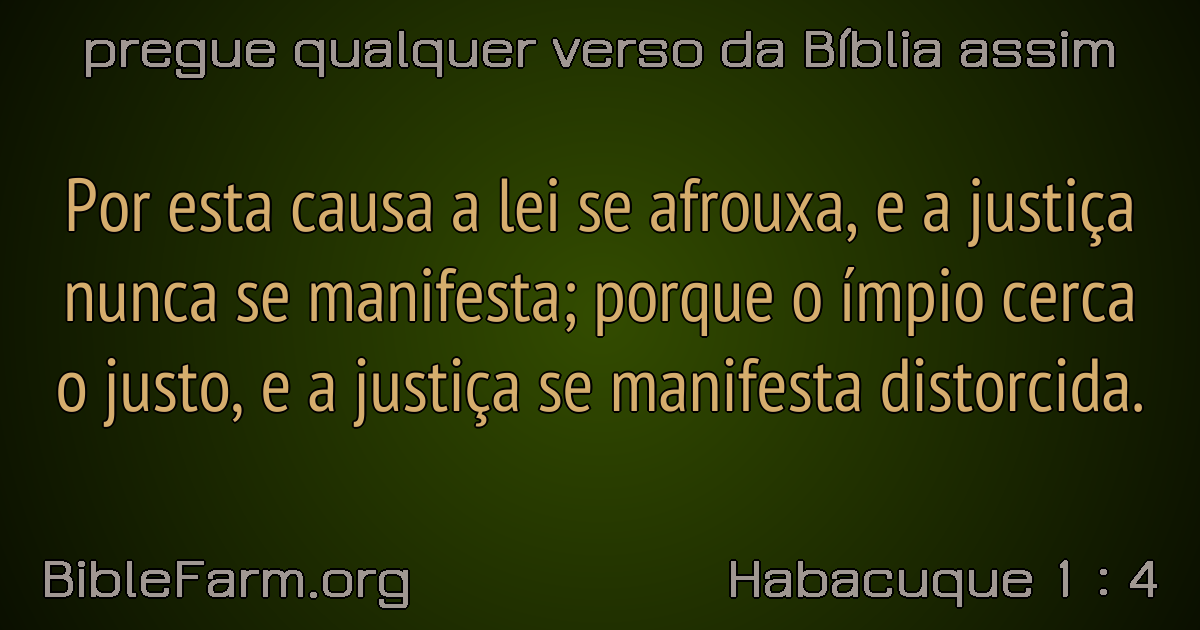 pregue qualquer verso da Bíblia assim
Por esta causa a lei se afrouxa, e a justiça
nunca se manifesta; porque o ímpio cerca
o justo, e a justiça se manifesta distorcida.
BibleFarm.org
Habacuque 1 : 4